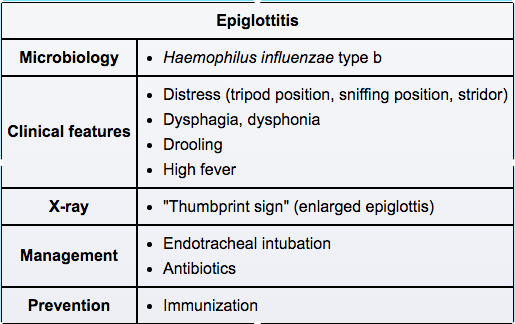 Epiglottitis
Microbiology
• Haemophilus influenzae type b
Clinical features
• Distress (tripod position, sniffing position, stridor)
• Dysphagia, dysphonia
• Drooling
• High fever
X-ray
• "Thumbprint sign" (enlarged epiglottis)
Management
• Endotracheal intubation
• Antibiotics
Prevention
• Immunization